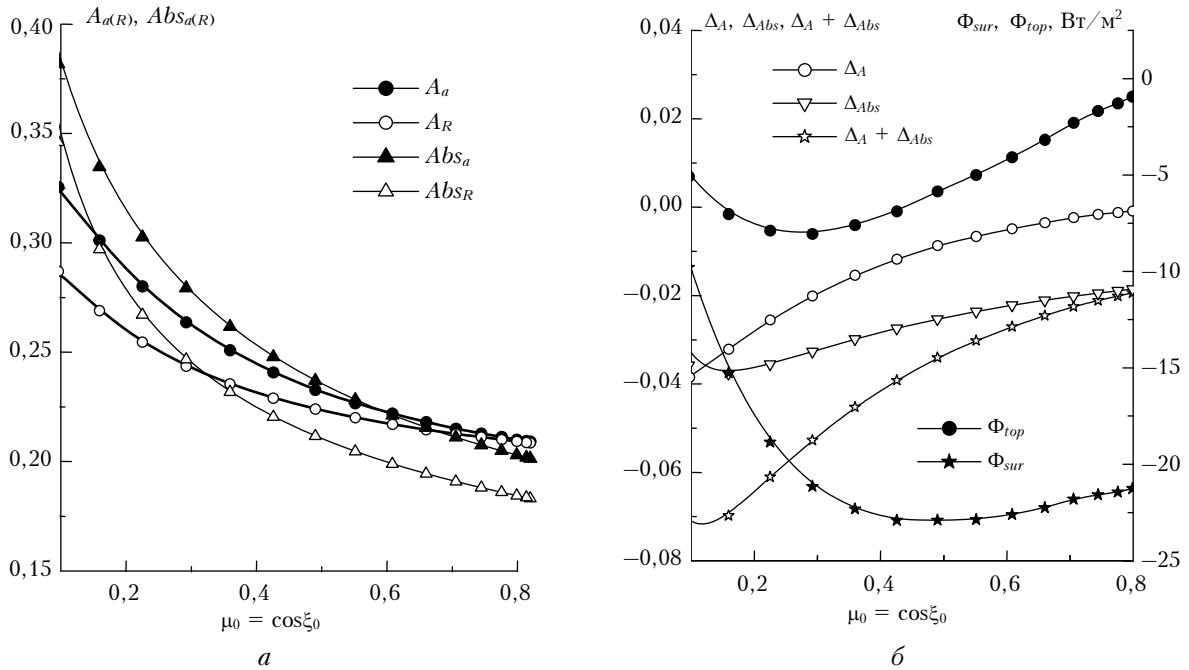 A_a(R), Abs_a(R)
0,40
0,35
0,30
0,25
0,20
0,15
A_a
A_R
Abs_a
Abs_R
0,2 0,4 0,6 0,8
μ₀ = cosξ₀
а
Δ_A, Δ_Abs, Δ_A + Δ_Abs
Φ_sur, Φ_top, Вт/м²
0,04
0,02
0,00
−0,02
−0,04
−0,06
−0,08
Δ_A
Δ_Abs
Δ_A + Δ_Abs
Φ_top
Φ_sur
0
−5
−10
−15
−20
−25
0,2 0,4 0,6 0,8
μ₀ = cosξ₀
б